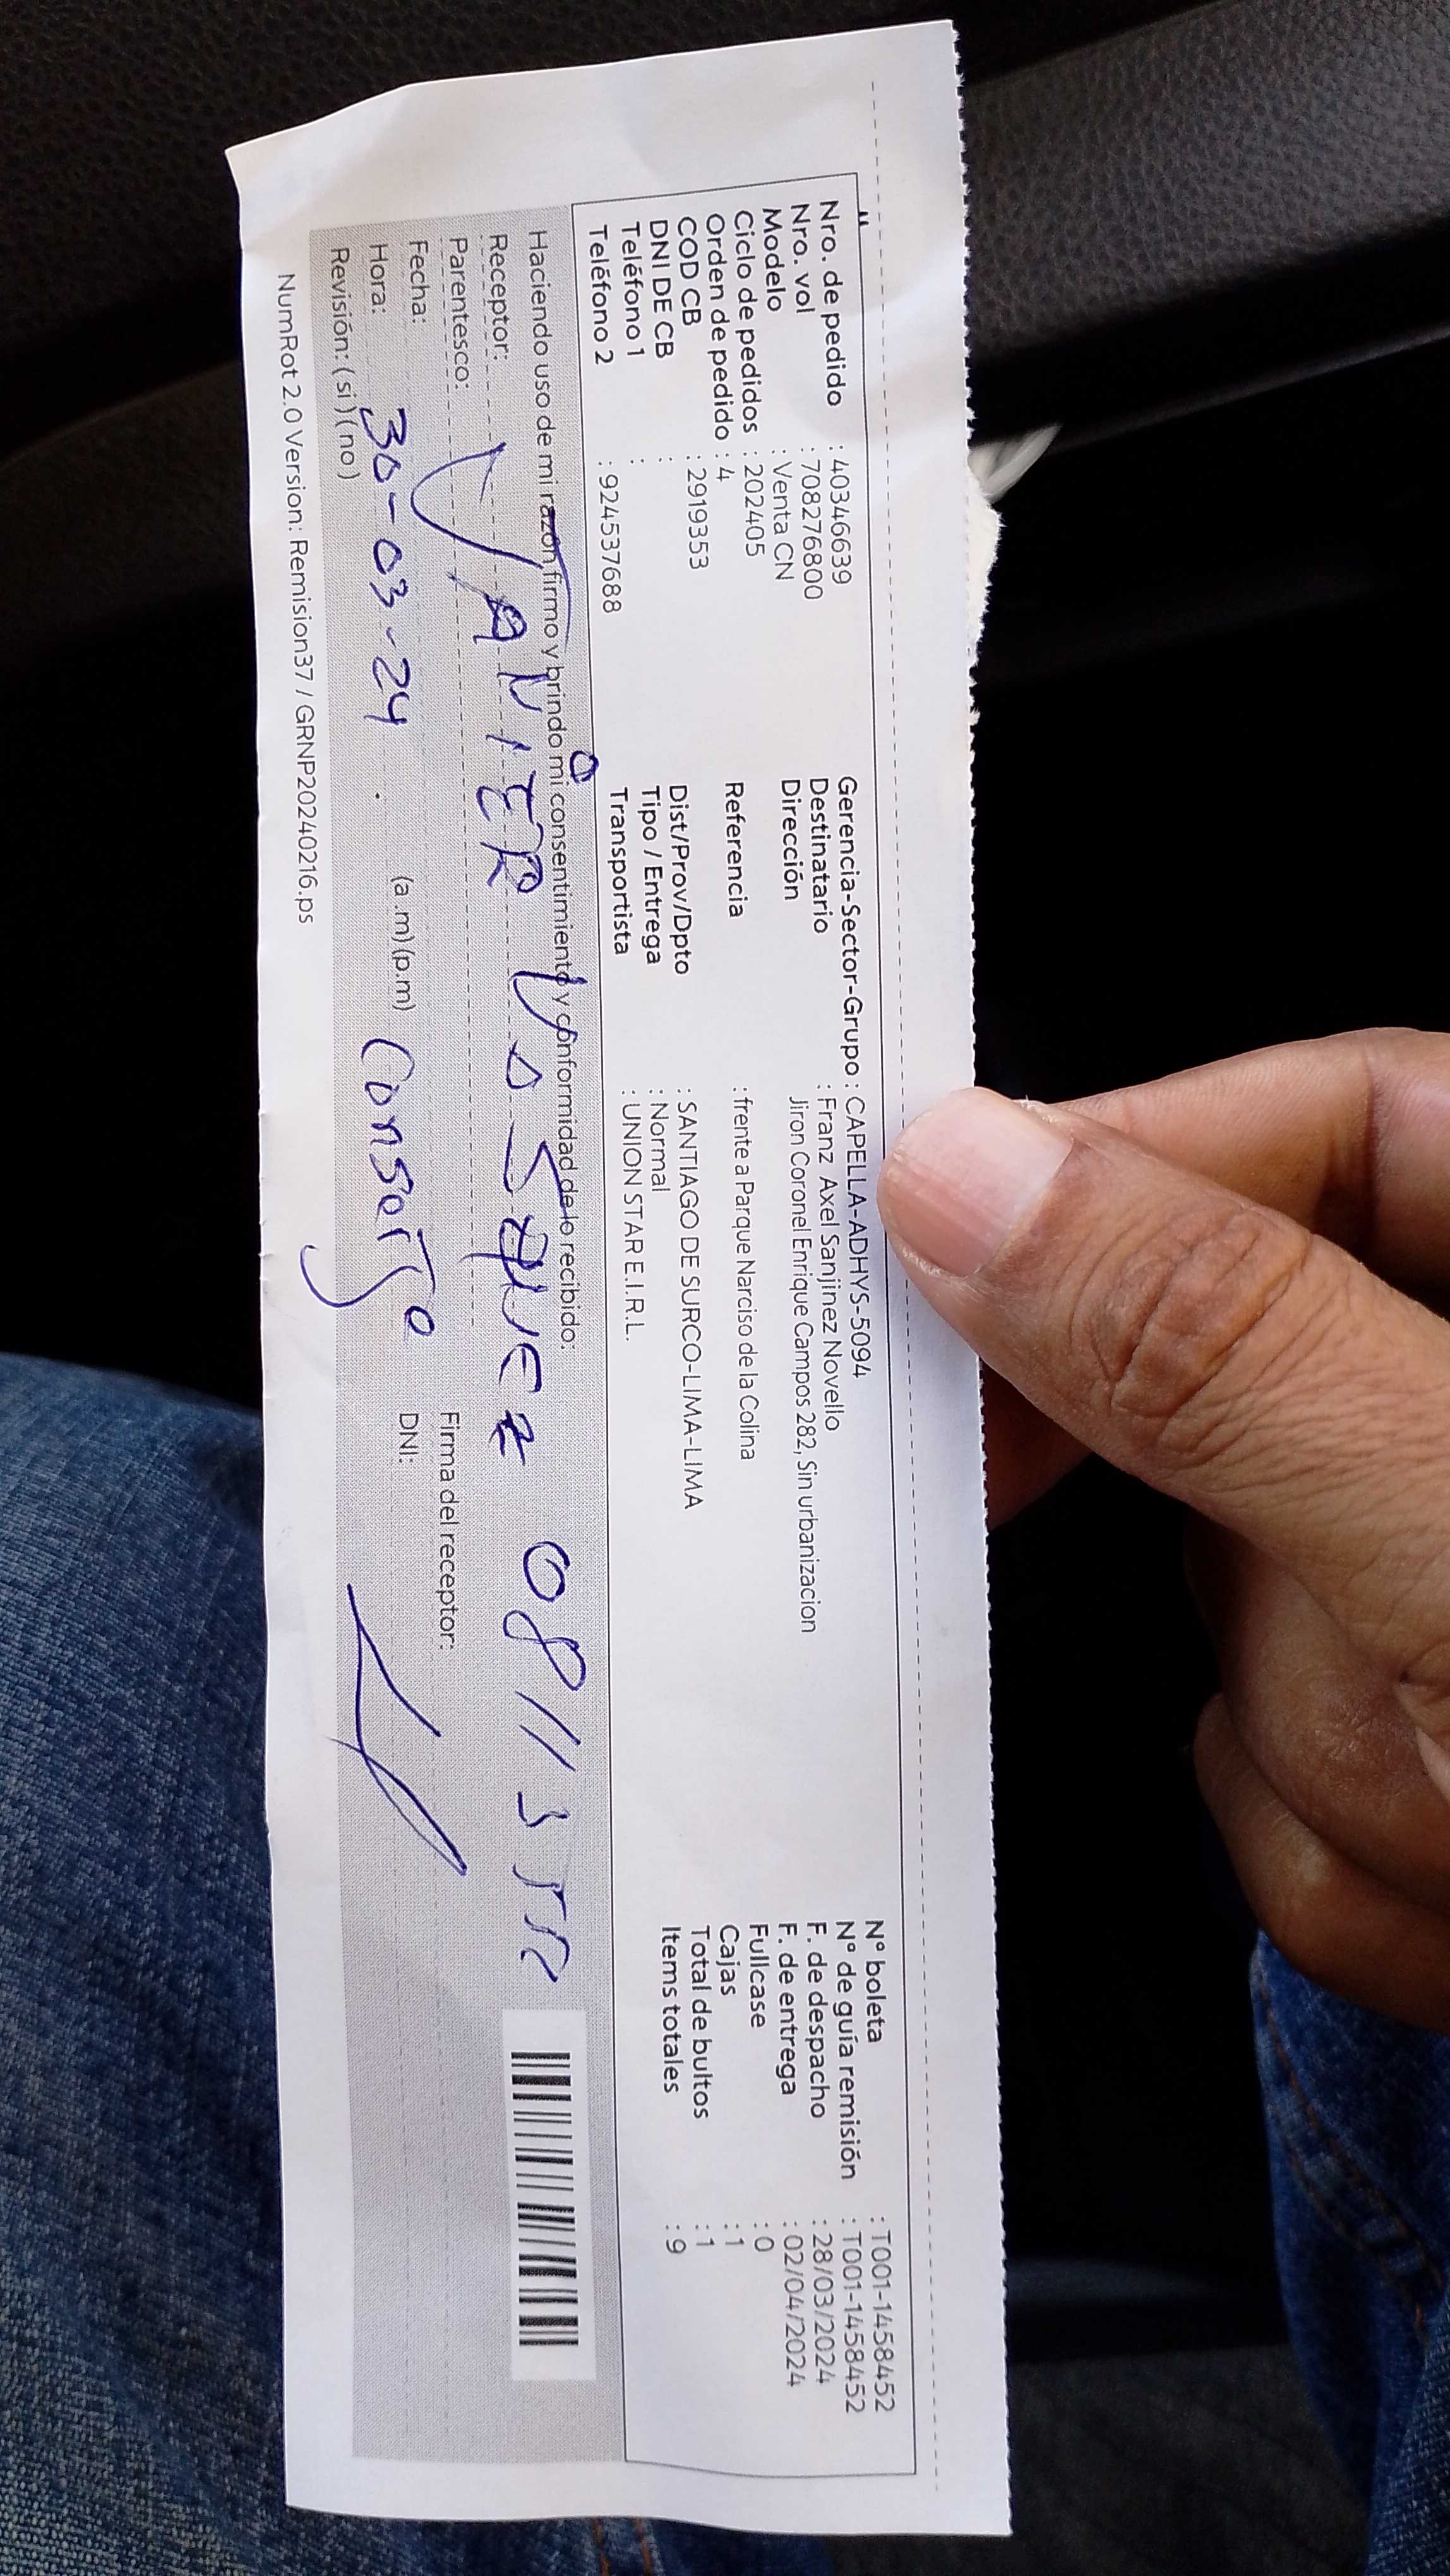 Nro. de pedido : 40346639
Nro. vol : 708276800
Modelo : Venta CN
Ciclo de pedidos : 202405
Orden de pedido : 4
COD CB : 2919353
DNI DE CB :
Teléfono 1 :
Teléfono 2 : 924537688
Gerencia-Sector-Grupo : CAPELLA-ADHYS-5094
Destinatario : Franz Axel Sanjinez Novello
Dirección Jiron Coronel Enrique Campos 282, Sin urbanizacion
Referencia : frente a Parque Narciso de la Colina
Dist/Prov/Dpto : SANTIAGO DE SURCO-LIMA-LIMA
Tipo / Entrega : Normal
Transportista : UNION STAR E.I.R.L.
N° boleta : T001-1458452
N° de guía remisión : T001-1458452
F. de despacho : 28/03/2024
F. de entrega : 02/04/2024
Fullcase : 0
Cajas : 1
Total de bultos : 1
Items totales : 9
Haciendo uso de mi razón firmo y brindo mi consentimiento y conformidad de lo recibido:
Receptor:
Parentesco:
Fecha: 30-03-24
Hora: (a.m)(p.m)
Revisión: (si)(no)
Firma del receptor:
DNI:
NumRot 2.0 Version: Remision37 / GRNP20240216.ps